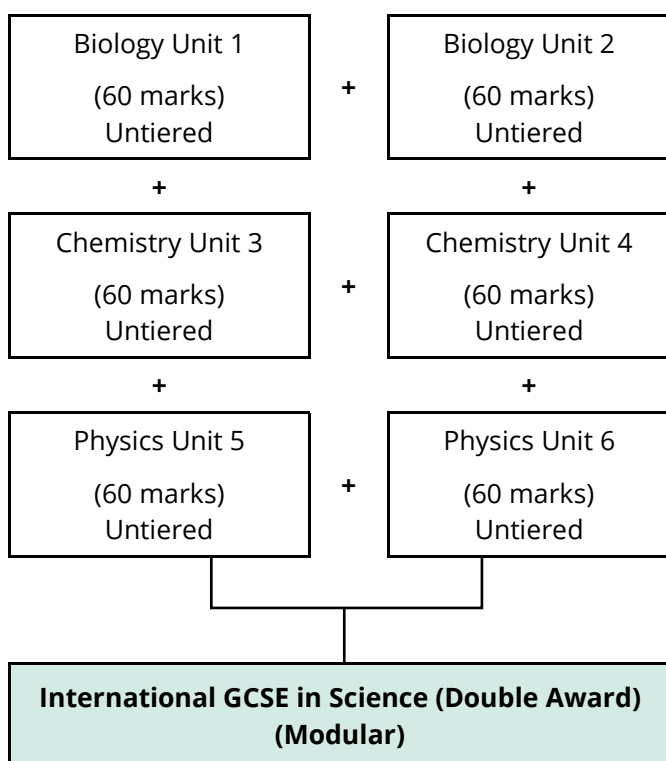 Biology Unit 1
(60 marks)
Untiered
+
Biology Unit 2
(60 marks)
Untiered
+
+
Chemistry Unit 3
(60 marks)
Untiered
+
Chemistry Unit 4
(60 marks)
Untiered
+
+
Physics Unit 5
(60 marks)
Untiered
+
Physics Unit 6
(60 marks)
Untiered
International GCSE in Science (Double Award)
(Modular)